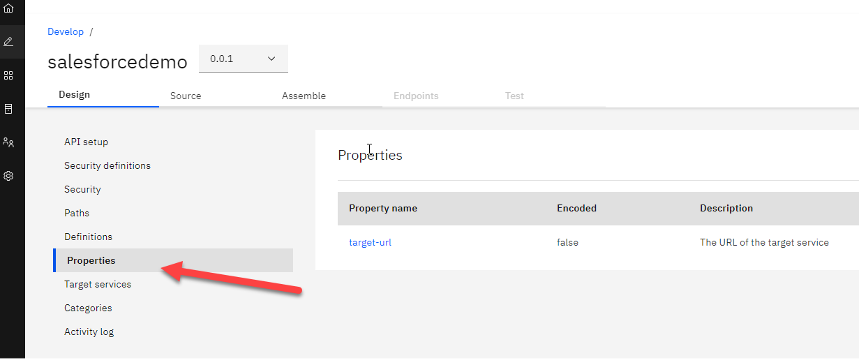 Develop /
salesforcedemo 0.0.1
Design Source Assemble Endpoints Test
API setup
Security definitions
Security
Paths
Definitions
Properties
Target services
Categories
Activity log
Properties
Property name Encoded Description
target-url false The URL of the target service